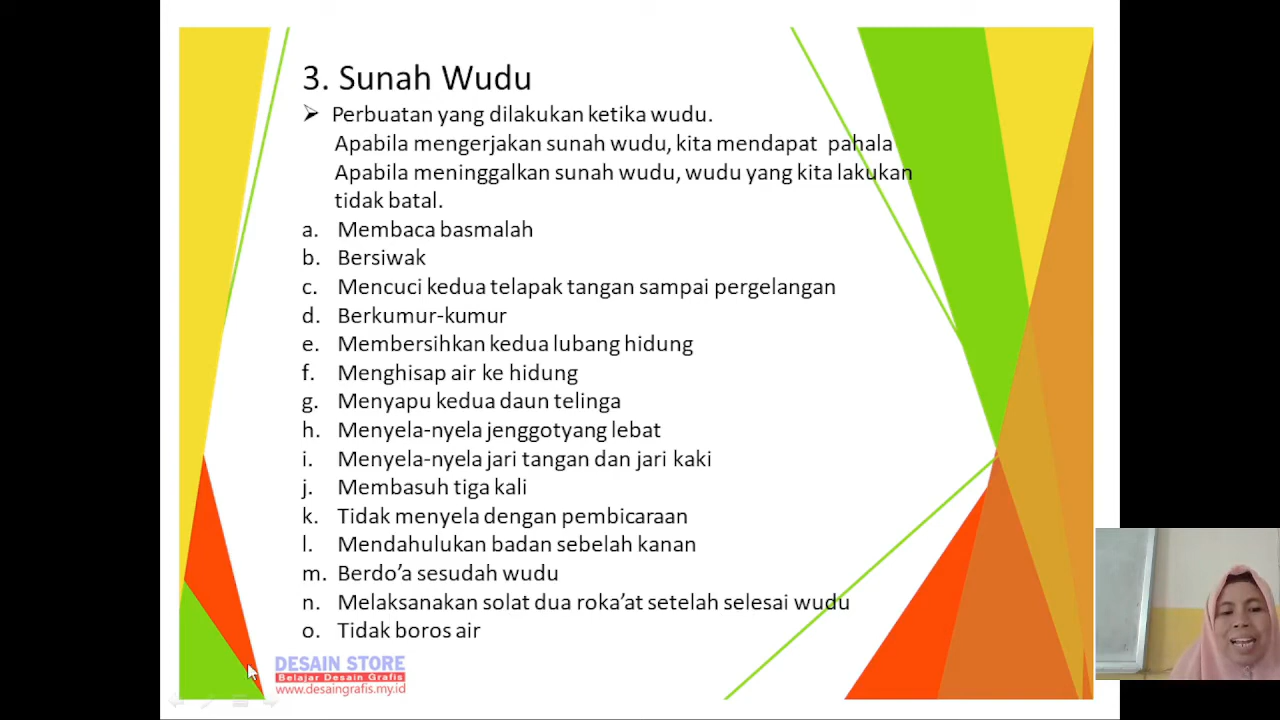 3. Sunah Wudu
➢ Perbuatan yang dilakukan ketika wudu.
Apabila mengerjakan sunah wudu, kita mendapat pahala
Apabila meninggalkan sunah wudu, wudu yang kita lakukan
tidak batal.
a. Membaca basmalah
b. Bersiwak
c. Mencuci kedua telapak tangan sampai pergelangan
d. Berkumur-kumur
e. Membersihkan kedua lubang hidung
f. Menghisap air ke hidung
g. Menyapu kedua daun telinga
h. Menyela-nyela jenggotyang lebat
i. Menyela-nyela jari tangan dan jari kaki
j. Membasuh tiga kali
k. Tidak menyela dengan pembicaraan
l. Mendahulukan badan sebelah kanan
m. Berdo’a sesudah wudu
n. Melaksanakan solat dua roka’at setelah selesai wudu
o. Tidak boros air
DESAIN STORE
Belajar Desain Grafis
www.desaingrafis.my.id